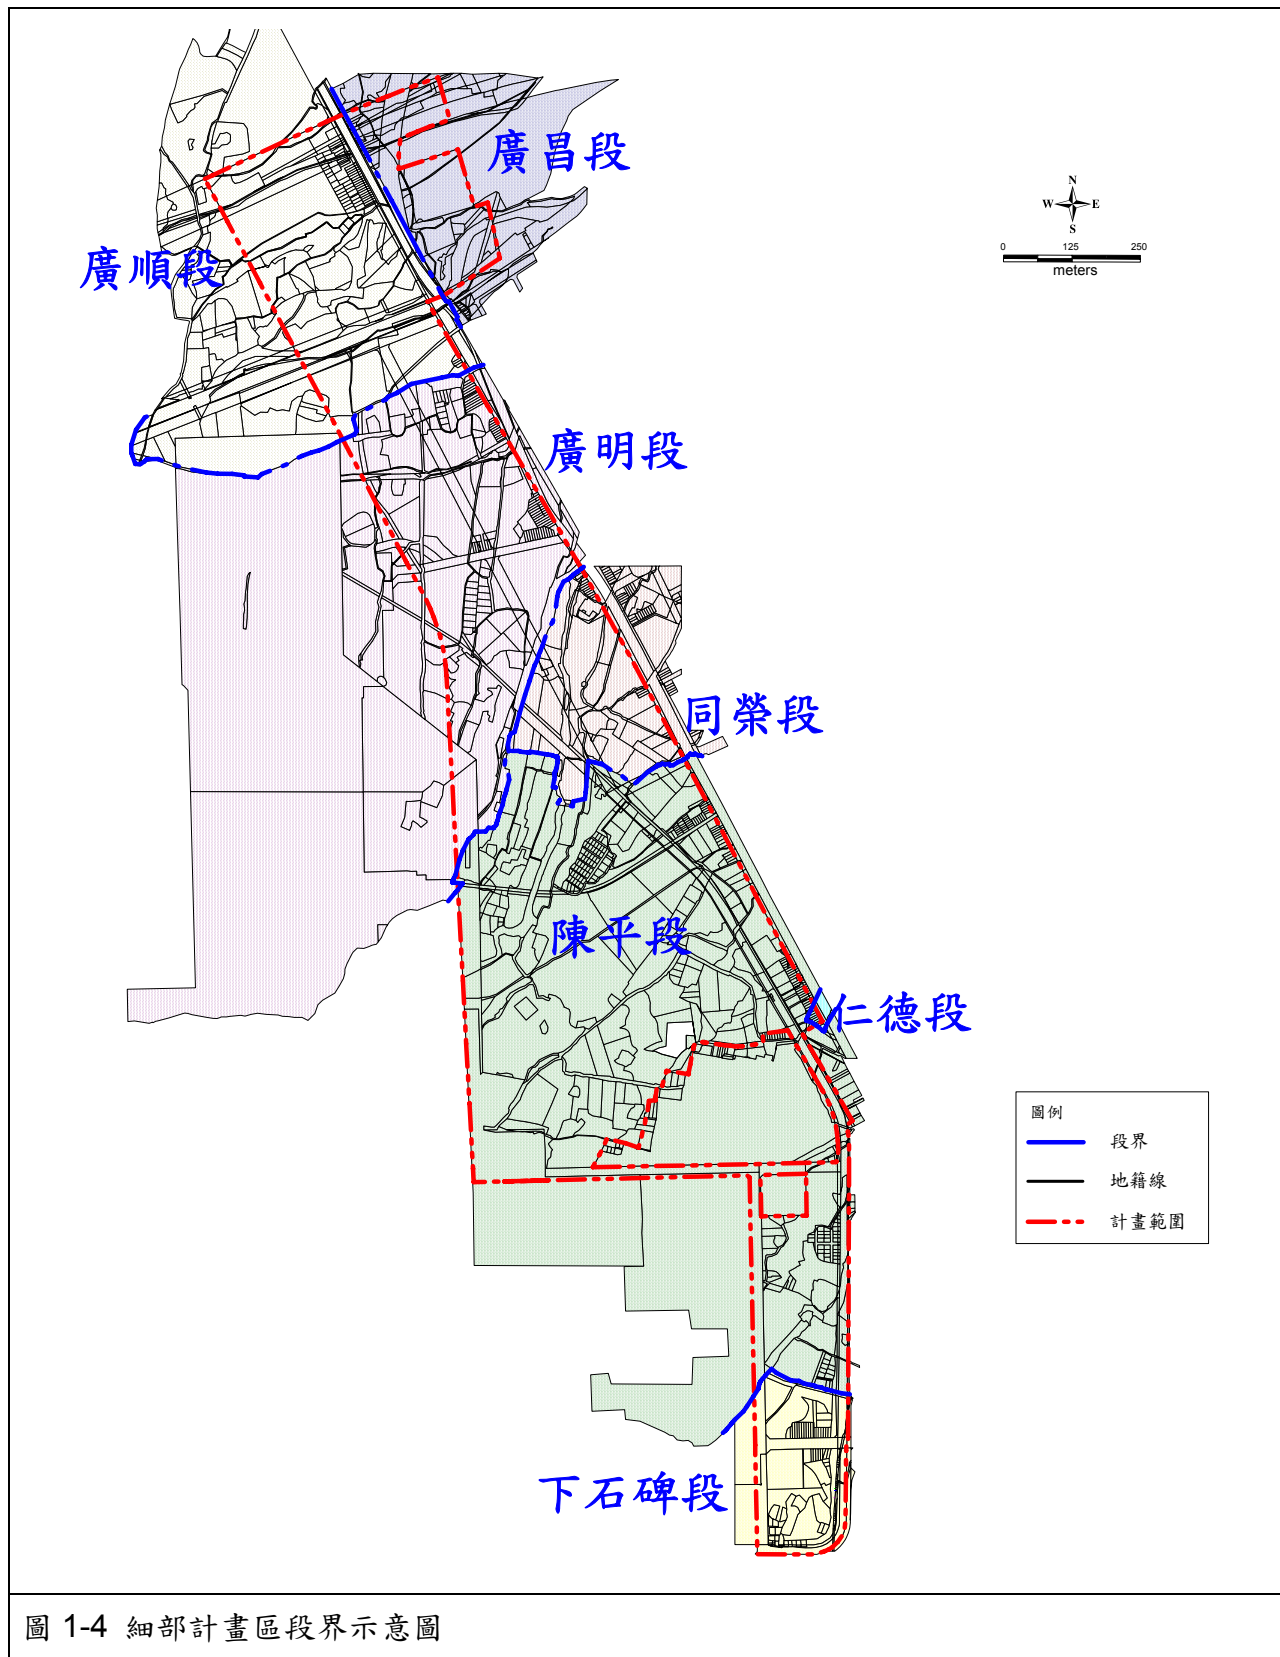 廣昌段
N
W E
S
0 125 250
meters
廣順段
廣明段
同榮段
陳平段
仁德段
圖例
段界
地籍線
計畫範圍
下石碑段
圖 1-4 細部計畫區段界示意圖